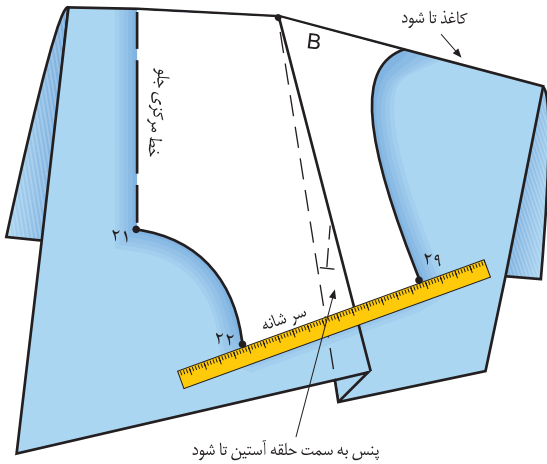 کاغذ تا شود
B
خط مرکزی جلو
۲۱
۲۹
سر شانه
۲۲
پنس به سمت حلقه آستین تا شود